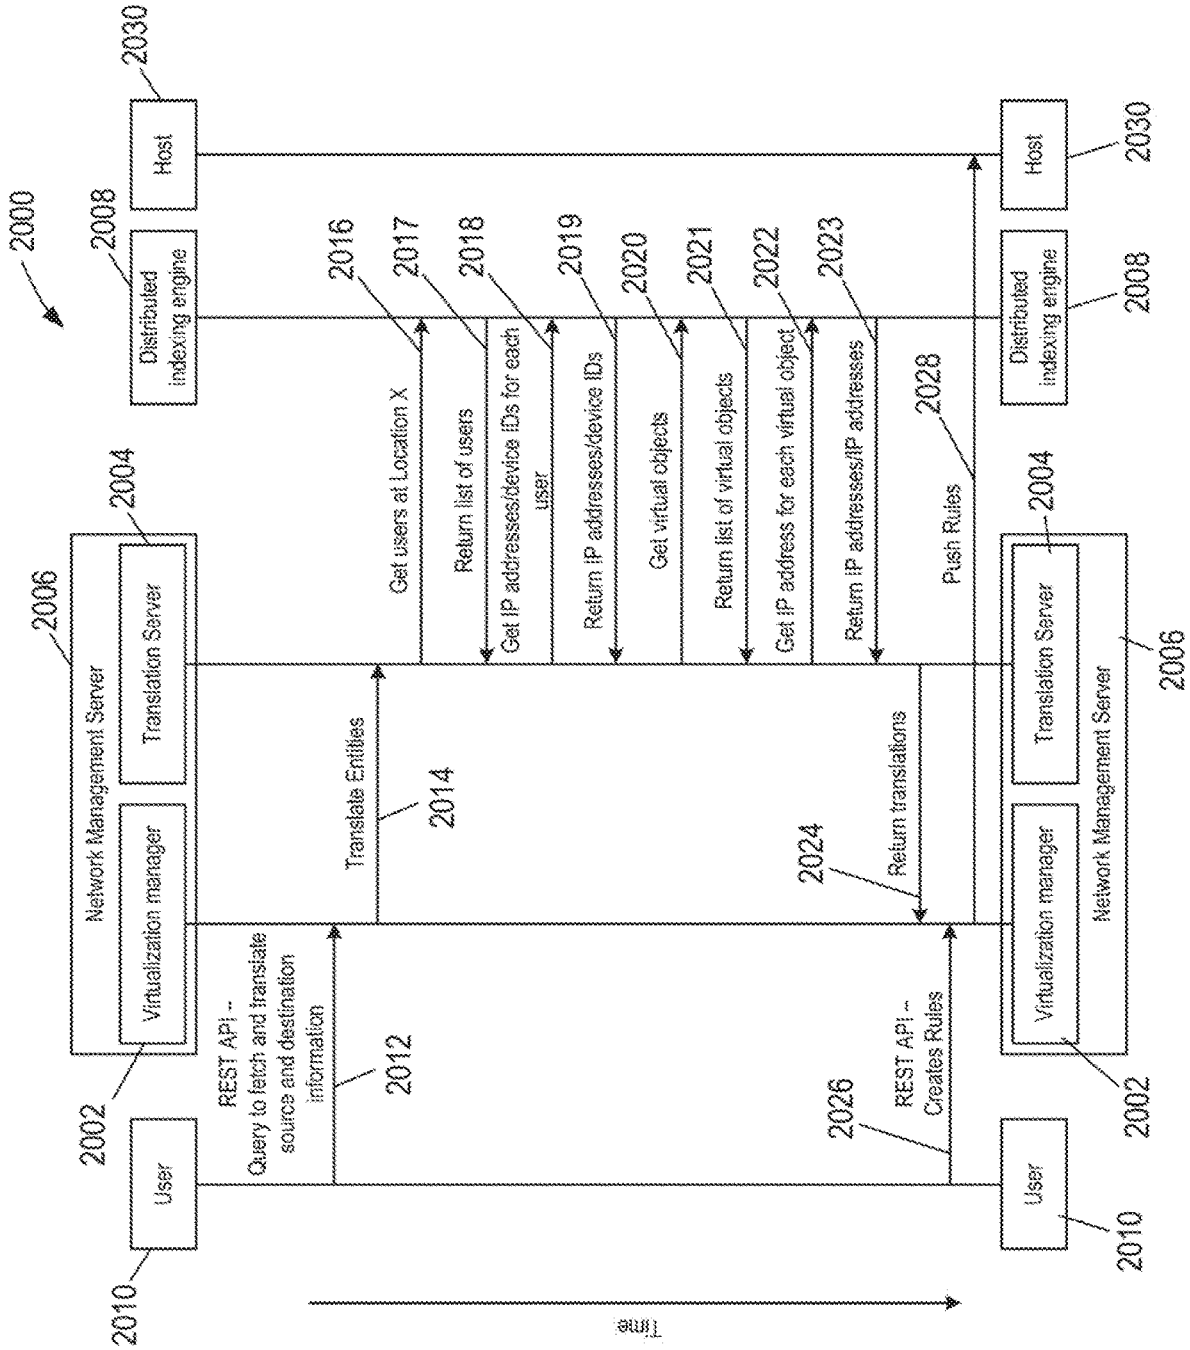 2000
2010
User
2002
Virtualization manager
2006
Network Management Server
Translation Server
2004
2008
Distributed
indexing engine
2030
Host
REST API --
Query to fetch and translate
source and destination
information
2012
Translate Entities
2014
Get users at Location X
2016
Return list of users
2017
Get IP addresses/device IDs for each
user
2018
Return IP addresses/device IDs
2019
Get virtual objects
2020
Return list of virtual objects
2021
Get IP address for each virtual object
2022
Return IP addresses/IP addresses
2023
Return translations
2024
REST API --
Creates Rules
2026
Push Rules
2028
Time
User
2010
Virtualization manager
2002
Network Management Server
2006
Translation Server
2004
Distributed
indexing engine
2008
Host
2030